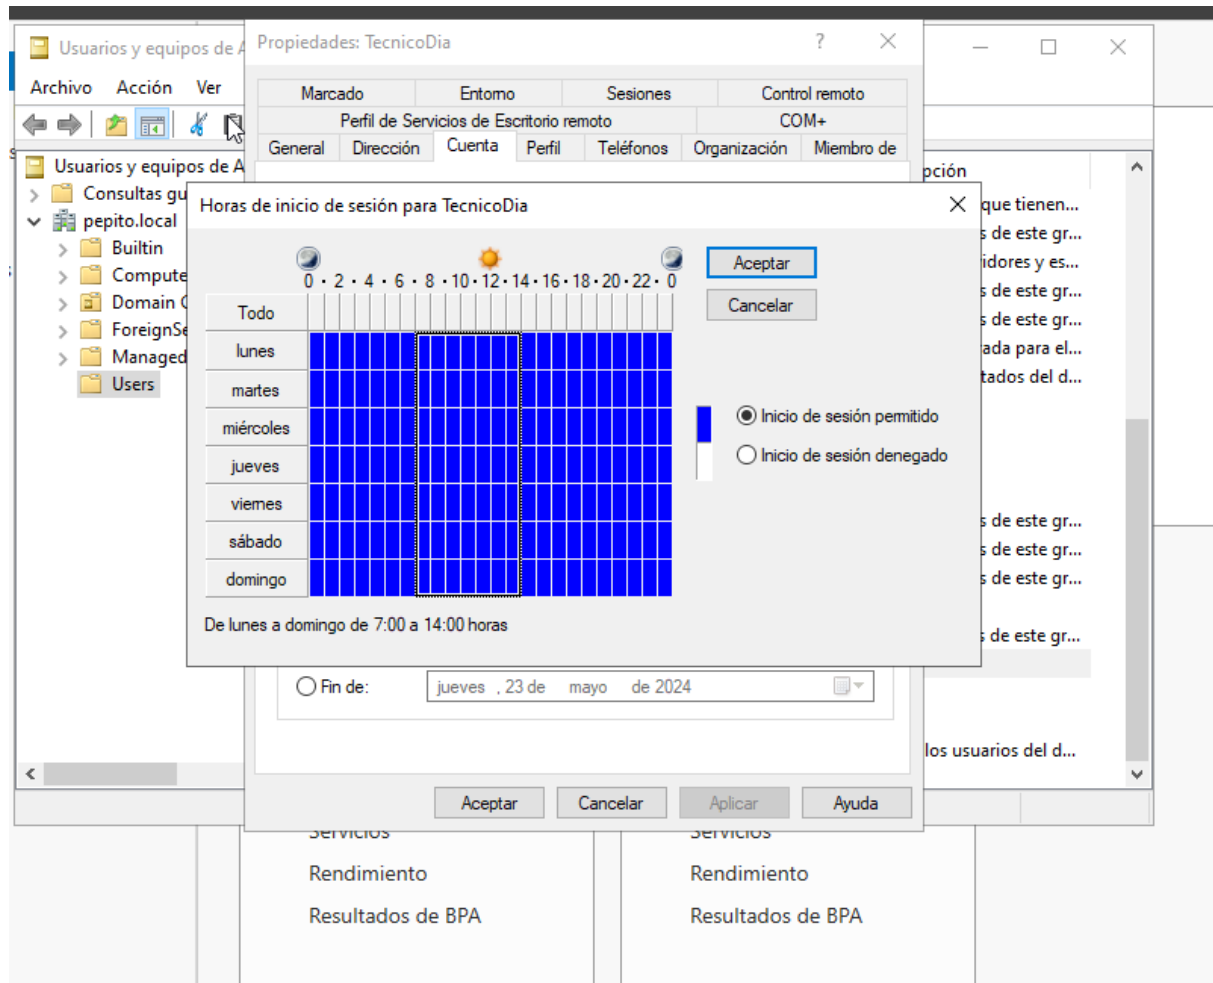 Usuarios y equipos de A
Propiedades: TecnicoDia
?
Archivo Acción Ver
Marcado Entorno Sesiones Control remoto
Perfil de Servicios de Escritorio remoto COM+
General Dirección Cuenta Perfil Teléfonos Organización Miembro de
Usuarios y equipos de A
Consultas gu
pepito.local
Builtin
Compute
Domain C
ForeignSe
Managed
Users
Horas de inicio de sesión para TecnicoDia
0 · 2 · 4 · 6 · 8 · 10 · 12 · 14 · 16 · 18 · 20 · 22 · 0
Todo
lunes
martes
miércoles
jueves
viernes
sábado
domingo
Aceptar
Cancelar
Inicio de sesión permitido
Inicio de sesión denegado
De lunes a domingo de 7:00 a 14:00 horas
pción
que tienen...
s de este gr...
idores y es...
s de este gr...
s de este gr...
ada para el...
tados del d...
s de este gr...
s de este gr...
s de este gr...
s de este gr...
los usuarios del d...
Fin de: jueves , 23 de mayo de 2024
Aceptar Cancelar Aplicar Ayuda
Servicios
Rendimiento
Resultados de BPA
Servicios
Rendimiento
Resultados de BPA